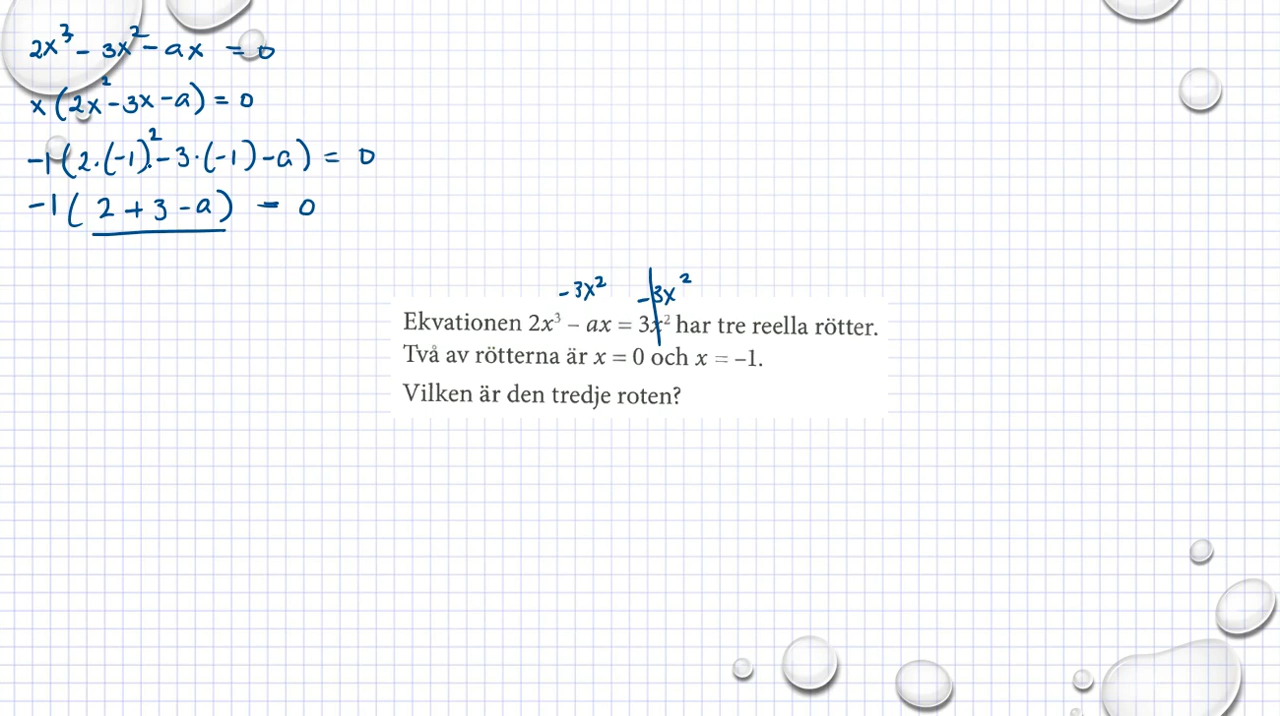 2x³ - 3x² - ax = 0
x(2x² - 3x - a) = 0
-1(2·(-1)² - 3·(-1) - a) = 0
-1(2 + 3 - a) = 0
-3x² -3x²
Ekvationen 2x³ – ax = 3x² har tre reella rötter.
Två av rötterna är x = 0 och x = –1.
Vilken är den tredje roten?